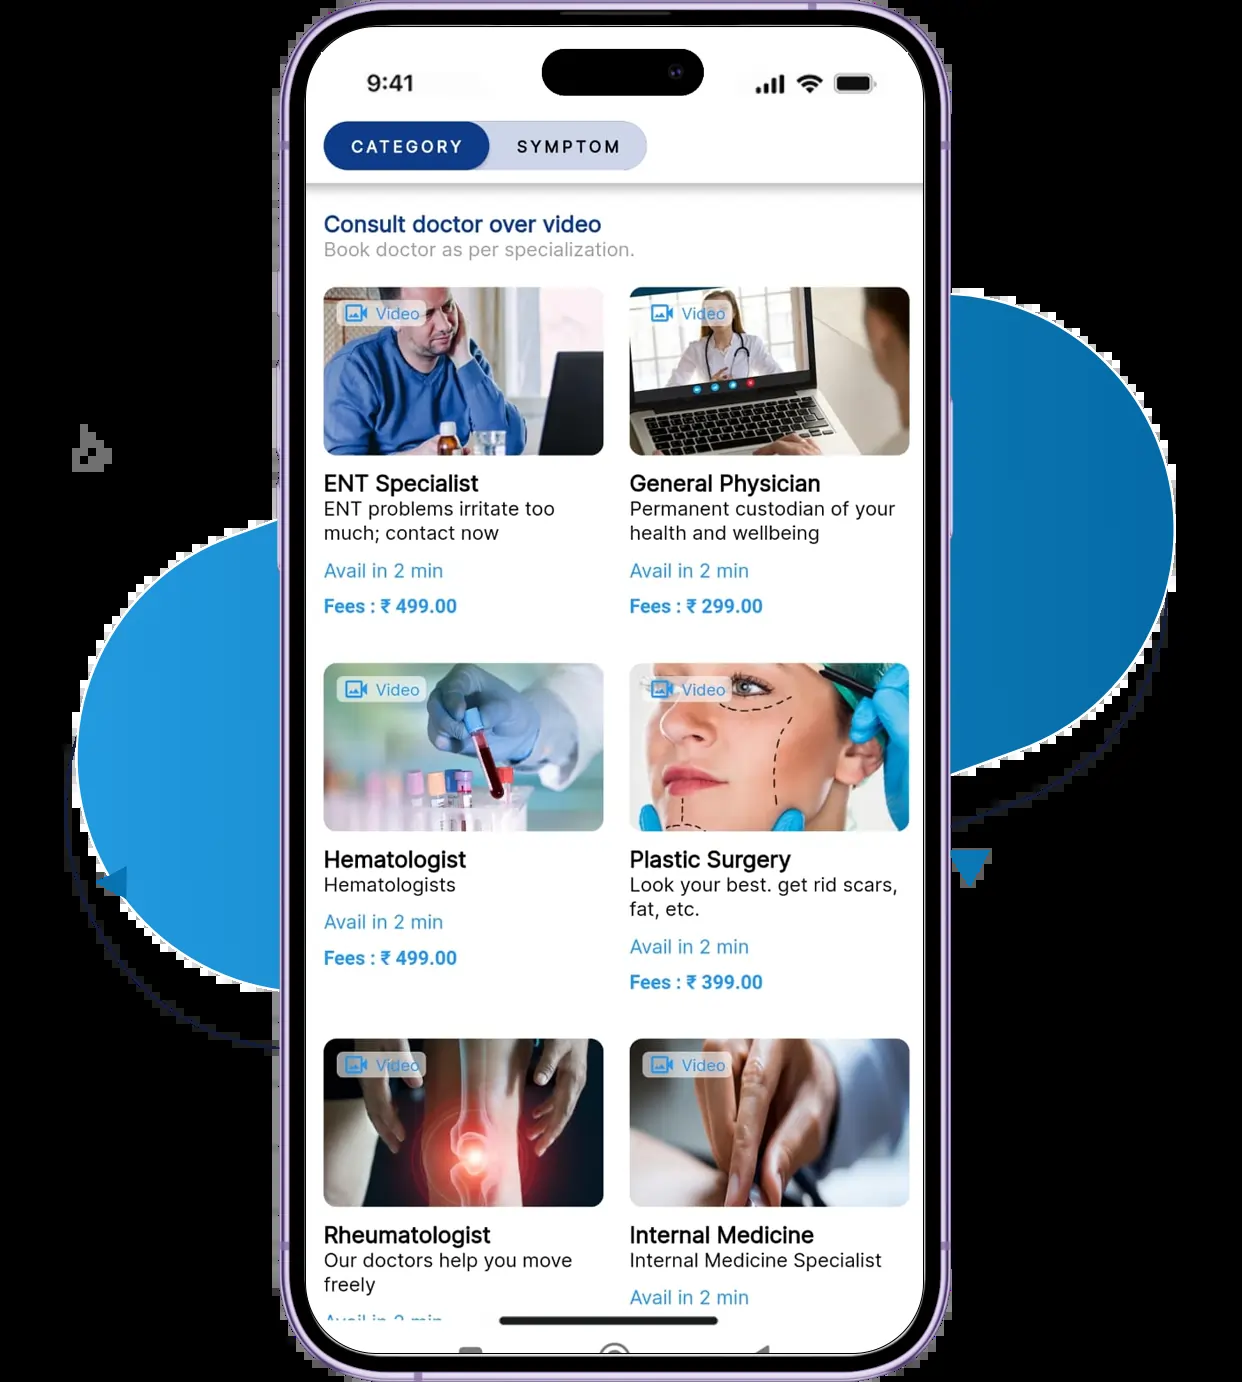 9:41
CATEGORY SYMPTOM
Consult doctor over video
Book doctor as per specialization.
Video
Video
ENT Specialist
ENT problems irritate too
much; contact now
Avail in 2 min
Fees : ₹ 499.00
General Physician
Permanent custodian of your
health and wellbeing
Avail in 2 min
Fees : ₹ 299.00
Video
Video
Hematologist
Hematologists
Avail in 2 min
Fees : ₹ 499.00
Plastic Surgery
Look your best. get rid scars,
fat, etc.
Avail in 2 min
Fees : ₹ 399.00
Video
Video
Rheumatologist
Our doctors help you move
freely
Avail in 2 min
Internal Medicine
Internal Medicine Specialist
Avail in 2 min